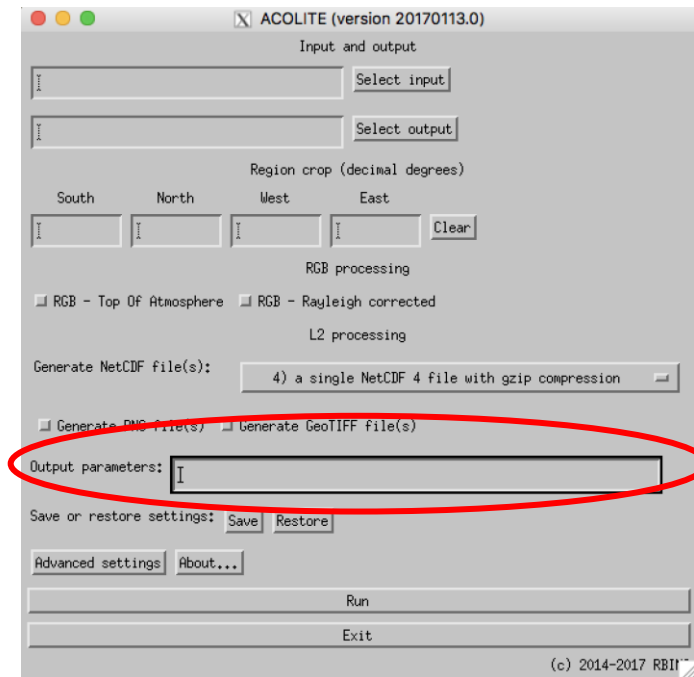 ACOLITE (version 20170113.0)
Input and output
Select input
Select output
Region crop (decimal degrees)
South North West East
Clear
RGB processing
RGB - Top Of Atmosphere RGB - Rayleigh corrected
L2 processing
Generate NetCDF file(s): 4) a single NetCDF 4 file with gzip compression
Generate PNG file(s) Generate GeoTIFF file(s)
Output parameters:
Save or restore settings: Save Restore
Advanced settings About...
Run
Exit
(c) 2014-2017